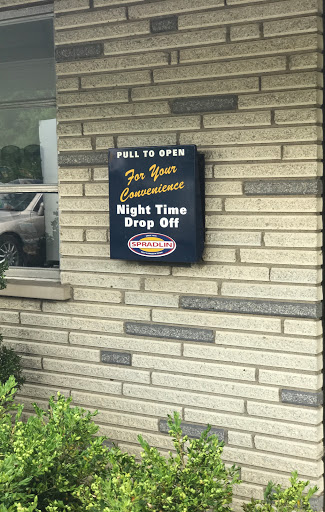 PULL TO OPEN
For Your
Convenience
Night Time
Drop Off
SPRADLIN